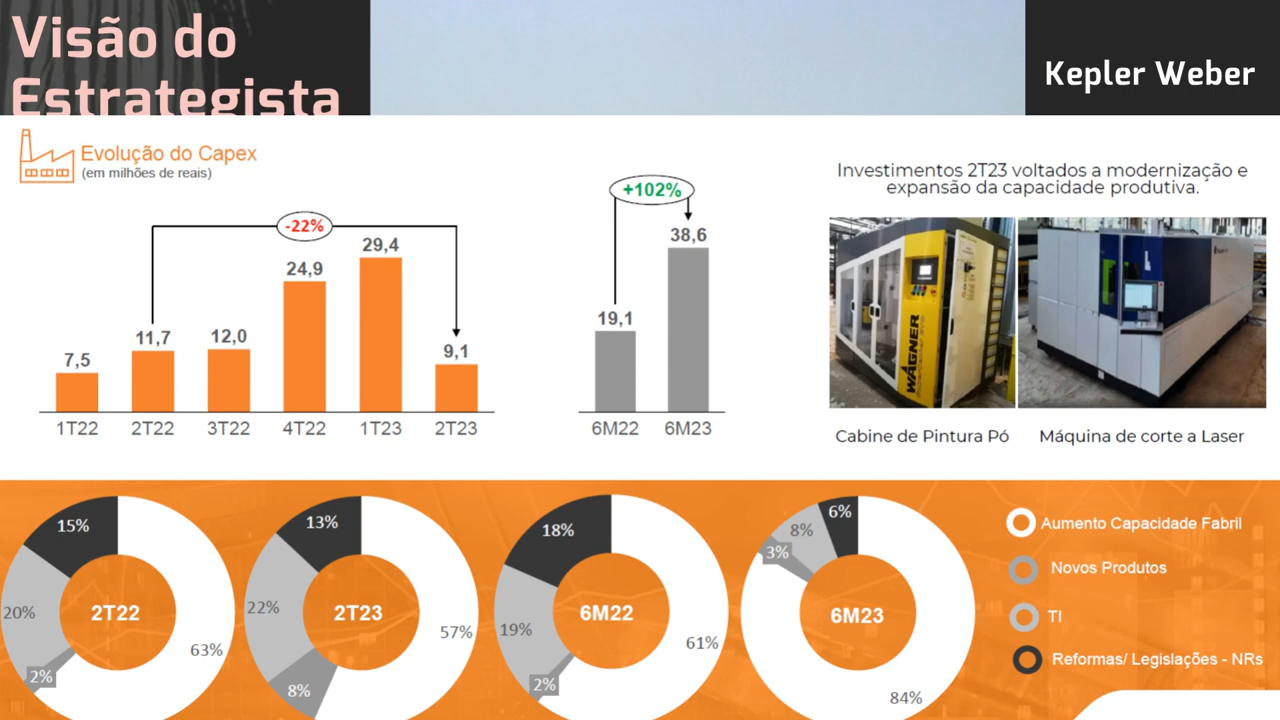 Visão do
Estrategista
Kepler Weber
Evolução do Capex
(em milhões de reais)
-22%
7,5
11,7
12,0
24,9
29,4
9,1
1T22
2T22
3T22
4T22
1T23
2T23
+102%
19,1
38,6
6M22
6M23
Investimentos 2T23 voltados a modernização e
expansão da capacidade produtiva.
WAGNER
Cabine de Pintura Pó
Máquina de corte a Laser
15%
20%
2%
63%
2T22
13%
22%
8%
57%
2T23
18%
19%
2%
61%
6M22
6%
8%
3%
84%
6M23
Aumento Capacidade Fabril
Novos Produtos
TI
Reformas/ Legislações - NRs